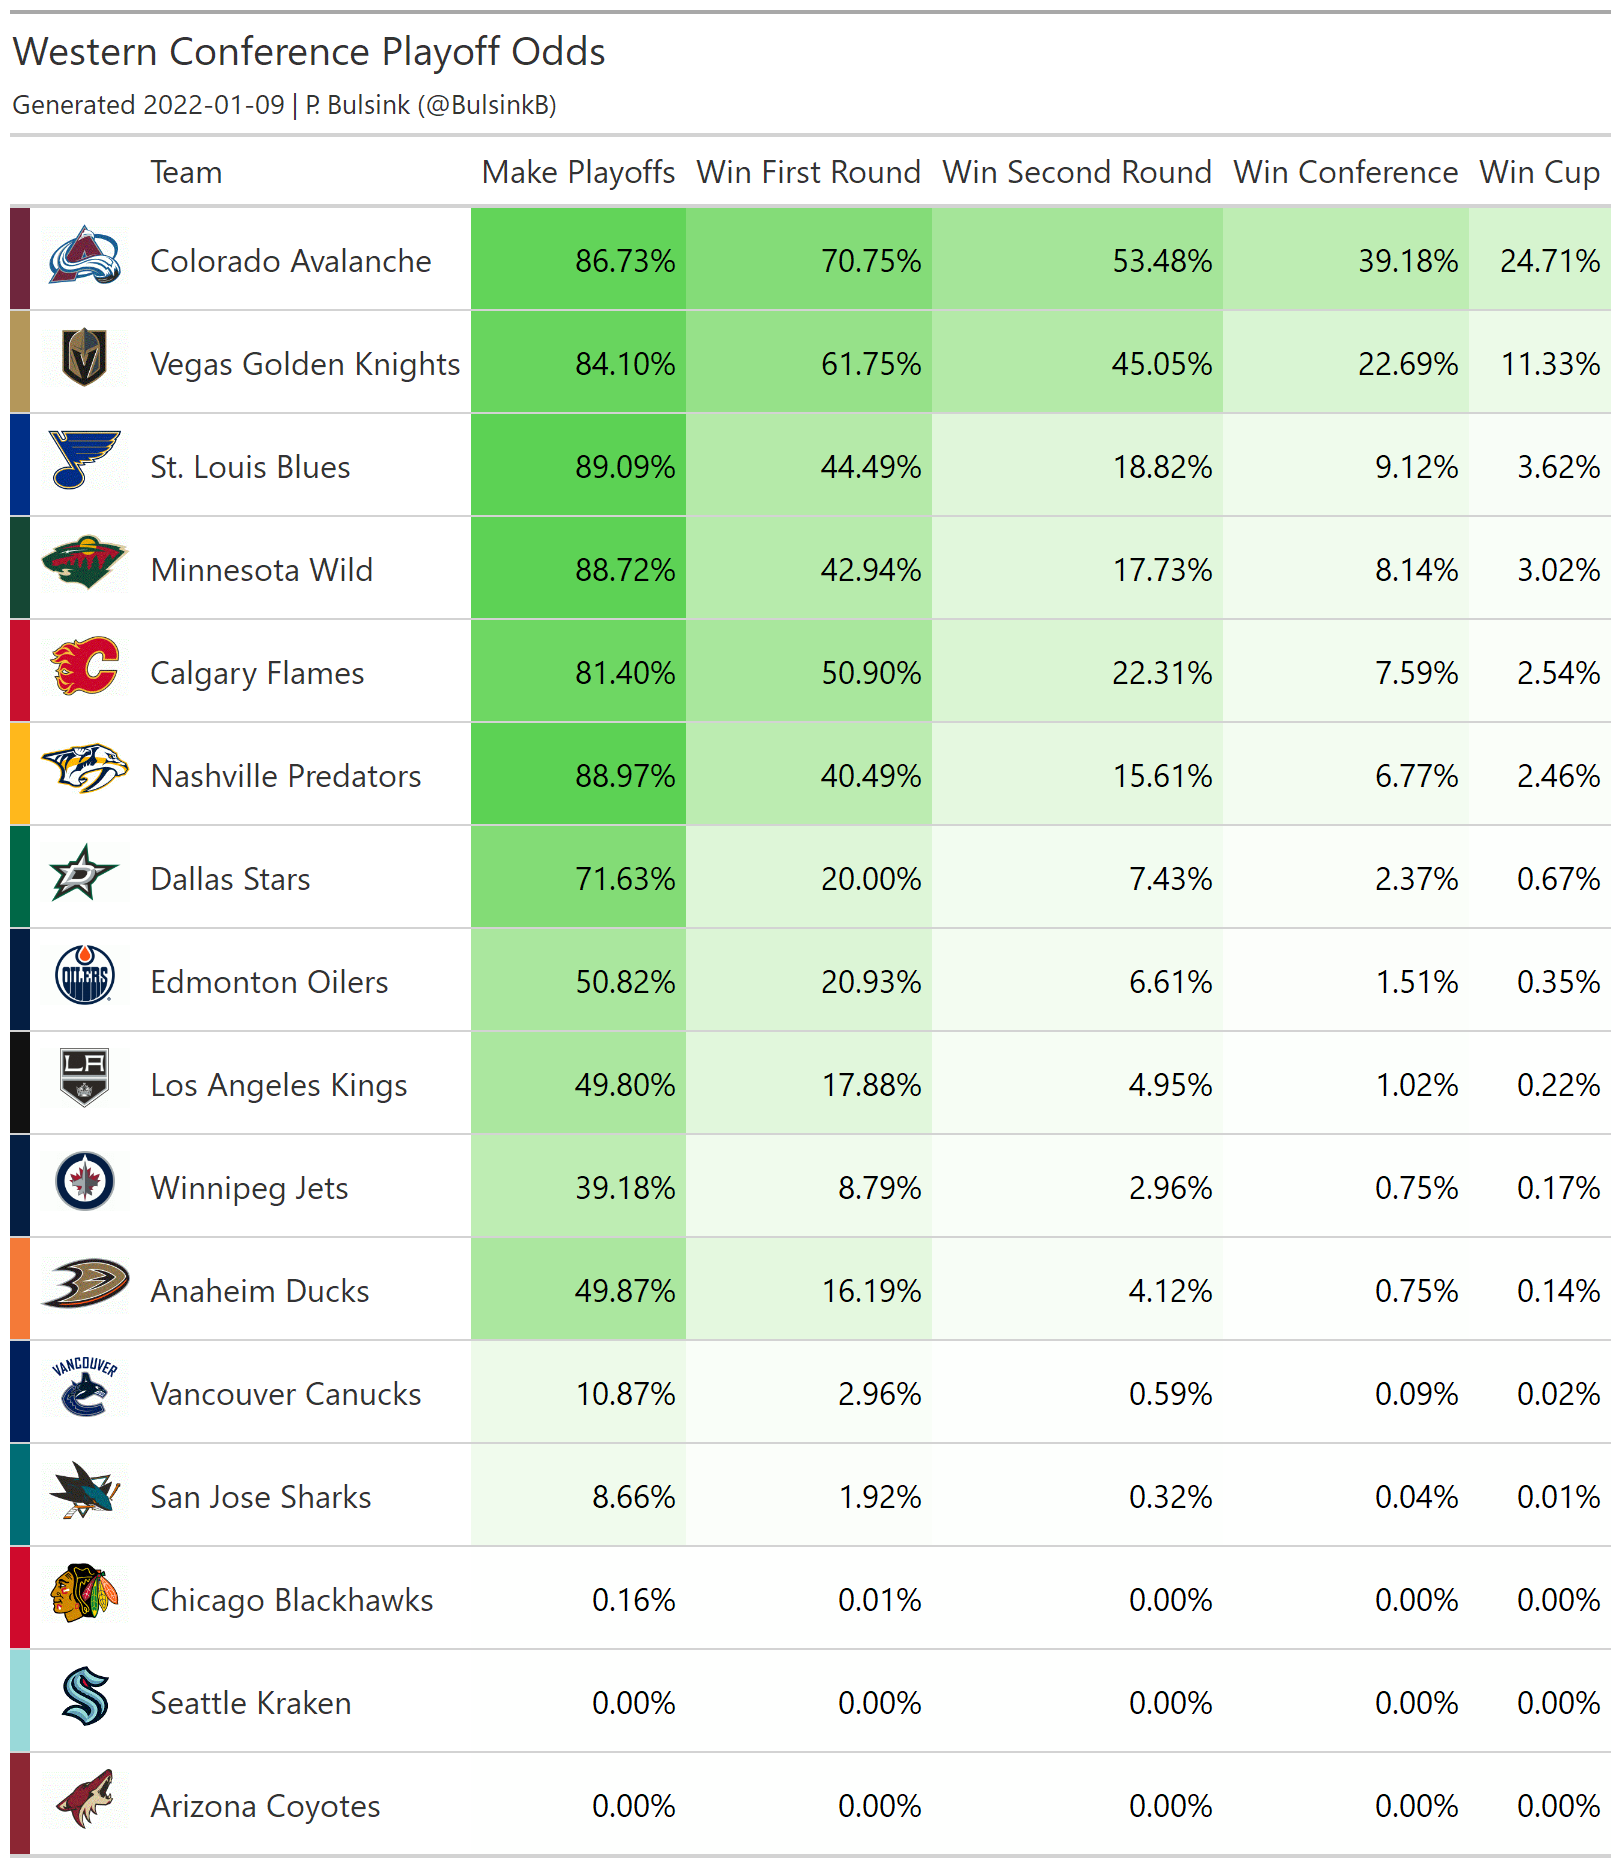 Western Conference Playoff Odds
Generated 2022-01-09 | P. Bulsink (@BulsinkB)
Team Make Playoffs Win First Round Win Second Round Win Conference Win Cup
Colorado Avalanche 86.73% 70.75% 53.48% 39.18% 24.71%
Vegas Golden Knights 84.10% 61.75% 45.05% 22.69% 11.33%
St. Louis Blues 89.09% 44.49% 18.82% 9.12% 3.62%
Minnesota Wild 88.72% 42.94% 17.73% 8.14% 3.02%
Calgary Flames 81.40% 50.90% 22.31% 7.59% 2.54%
Nashville Predators 88.97% 40.49% 15.61% 6.77% 2.46%
Dallas Stars 71.63% 20.00% 7.43% 2.37% 0.67%
OILERS Edmonton Oilers 50.82% 20.93% 6.61% 1.51% 0.35%
LA Los Angeles Kings 49.80% 17.88% 4.95% 1.02% 0.22%
Winnipeg Jets 39.18% 8.79% 2.96% 0.75% 0.17%
Anaheim Ducks 49.87% 16.19% 4.12% 0.75% 0.14%
VANCOUVER Vancouver Canucks 10.87% 2.96% 0.59% 0.09% 0.02%
San Jose Sharks 8.66% 1.92% 0.32% 0.04% 0.01%
Chicago Blackhawks 0.16% 0.01% 0.00% 0.00% 0.00%
Seattle Kraken 0.00% 0.00% 0.00% 0.00% 0.00%
Arizona Coyotes 0.00% 0.00% 0.00% 0.00% 0.00%